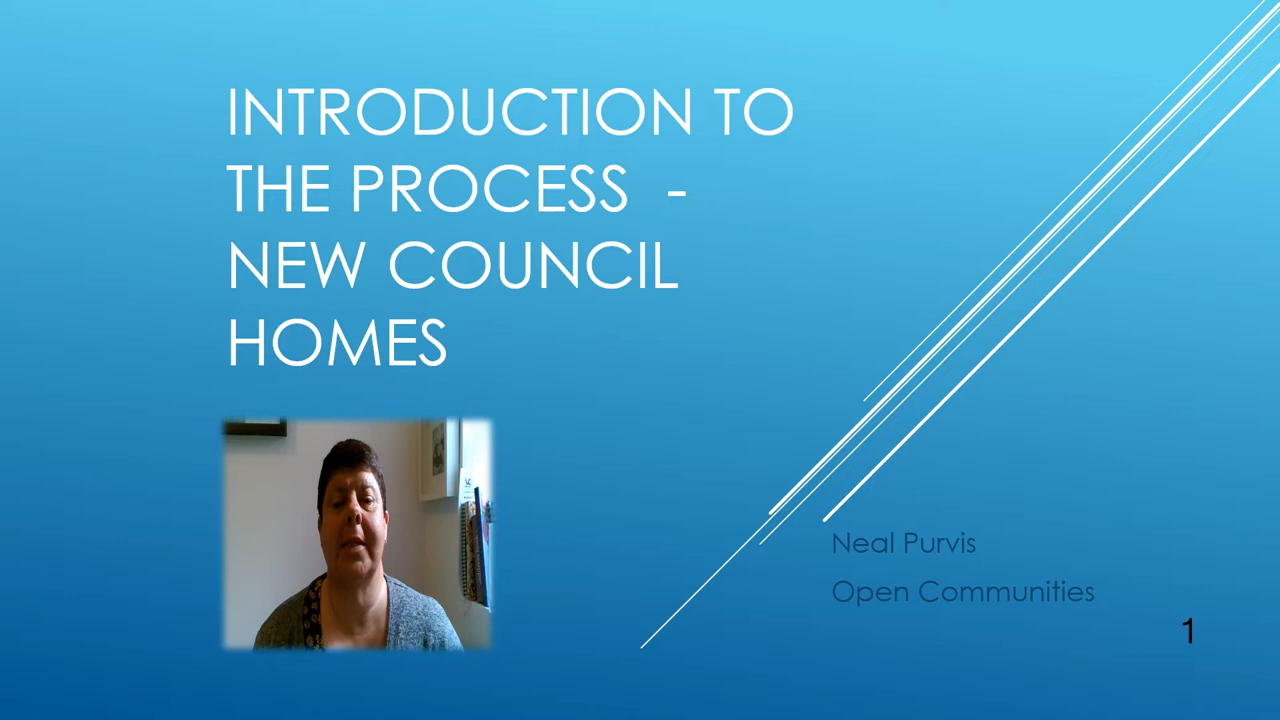 INTRODUCTION TO
THE PROCESS -
NEW COUNCIL
HOMES
Neal Purvis
Open Communities
1